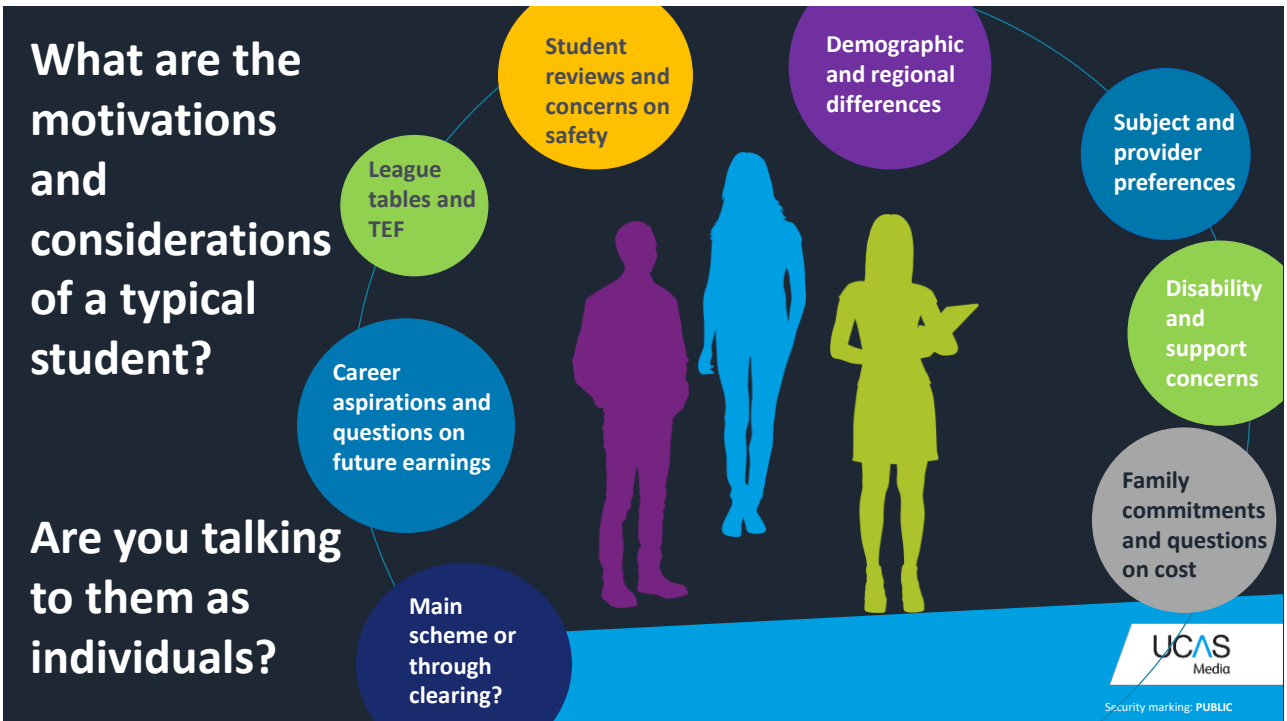 What are the
motivations
and
considerations
of a typical
student?
Are you talking
to them as
individuals?
Student
reviews and
concerns on
safety
Demographic
and regional
differences
Subject and
provider
preferences
League
tables and
TEF
Disability
and
support
concerns
Career
aspirations and
questions on
future earnings
Family
commitments
and questions
on cost
Main
scheme or
through
clearing?
UCAS
Media
Security marking: PUBLIC